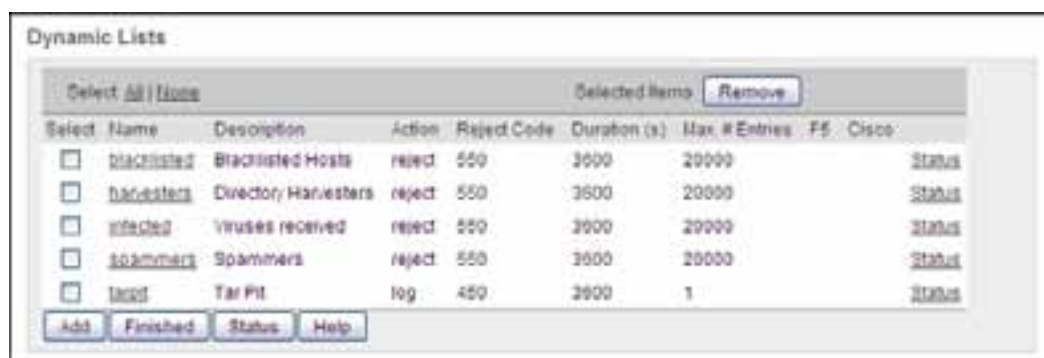 Dynamic Lists
Select All | None Selected Items Remove
Select Name Description Action Reject Code Duration (s) Max. # Entries F5 Cisco
blacklisted Blacklisted Hosts reject 550 3600 20000 Status
harvesters Directory Harvesters reject 550 3600 20000 Status
infected Viruses received reject 550 3600 20000 Status
spammers Spammers reject 550 3600 20000 Status
tarpit Tar Pit log 450 3600 1 Status
Add Finished Status Help